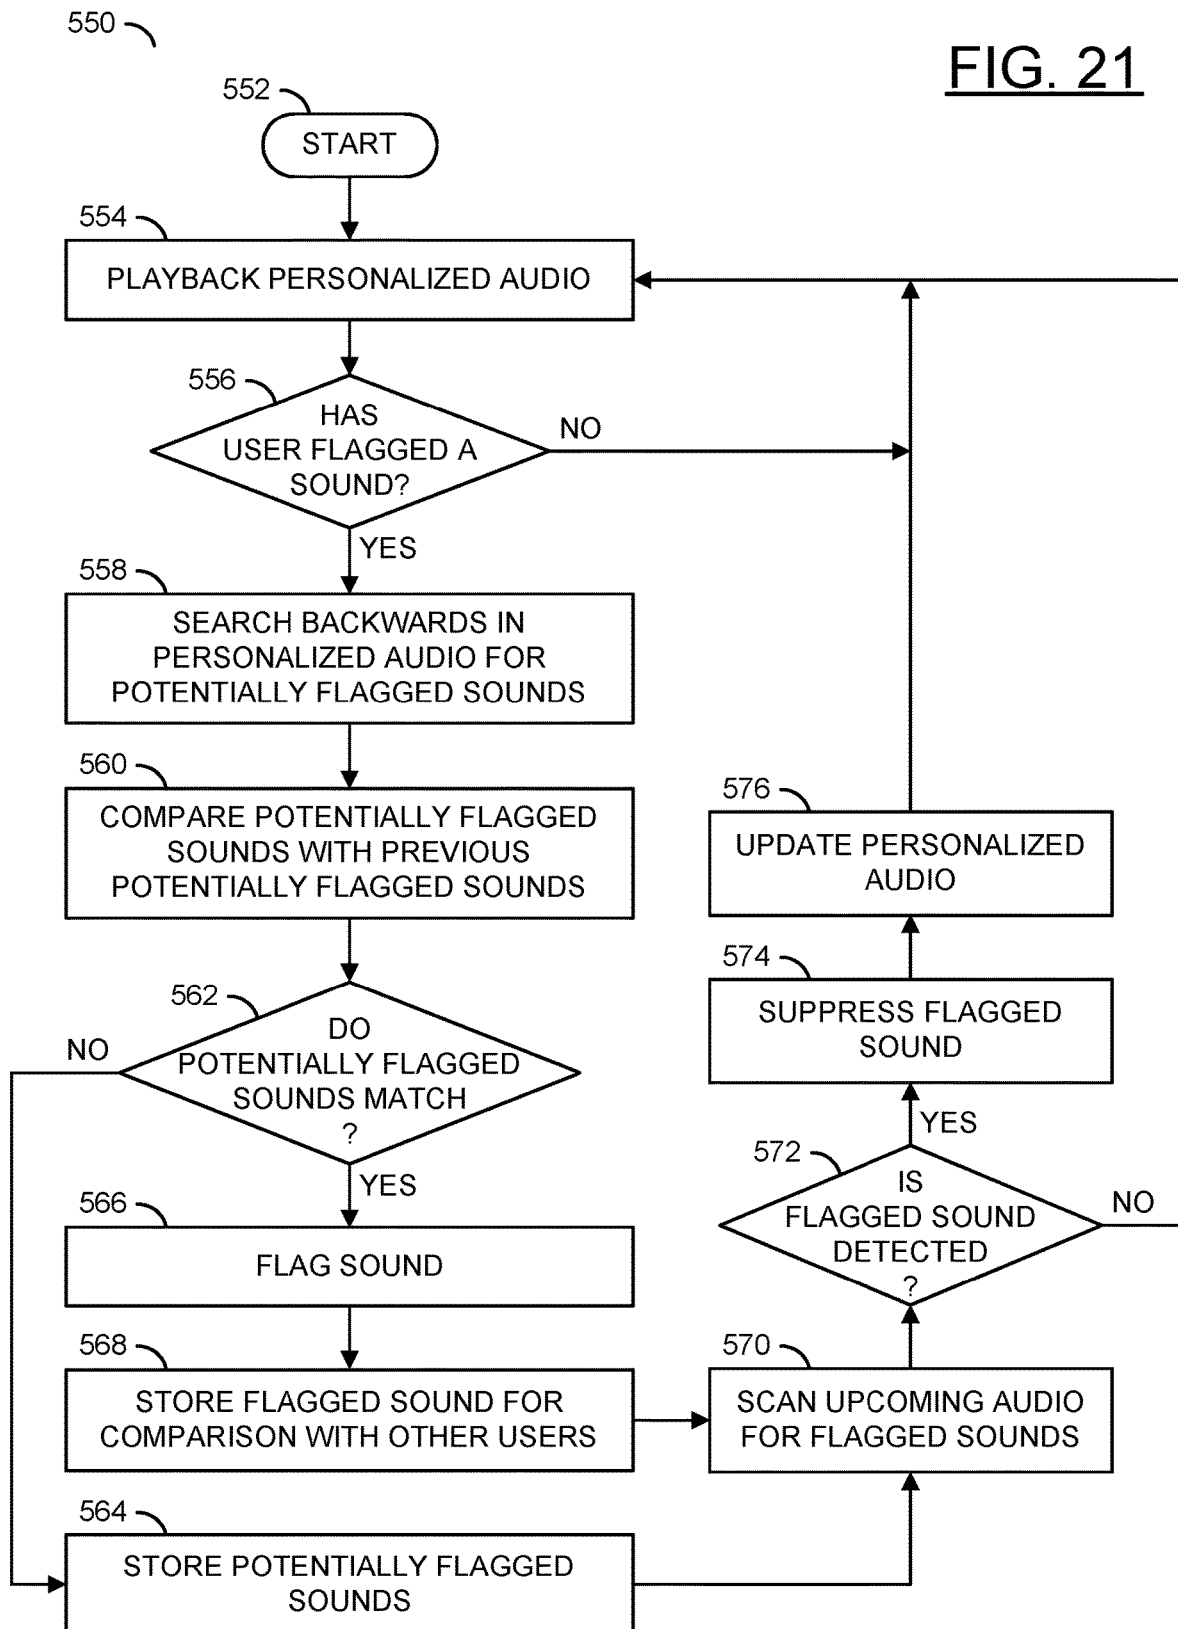 550
FIG. 21
552
START
554
PLAYBACK PERSONALIZED AUDIO
556
HAS
USER FLAGGED A
SOUND?
NO
YES
558
SEARCH BACKWARDS IN
PERSONALIZED AUDIO FOR
POTENTIALLY FLAGGED SOUNDS
560
COMPARE POTENTIALLY FLAGGED
SOUNDS WITH PREVIOUS
POTENTIALLY FLAGGED SOUNDS
562
DO
POTENTIALLY FLAGGED
SOUNDS MATCH
?
NO
YES
566
FLAG SOUND
568
STORE FLAGGED SOUND FOR
COMPARISON WITH OTHER USERS
564
STORE POTENTIALLY FLAGGED
SOUNDS
570
SCAN UPCOMING AUDIO
FOR FLAGGED SOUNDS
572
IS
FLAGGED SOUND
DETECTED
?
NO
YES
574
SUPPRESS FLAGGED
SOUND
576
UPDATE PERSONALIZED
AUDIO